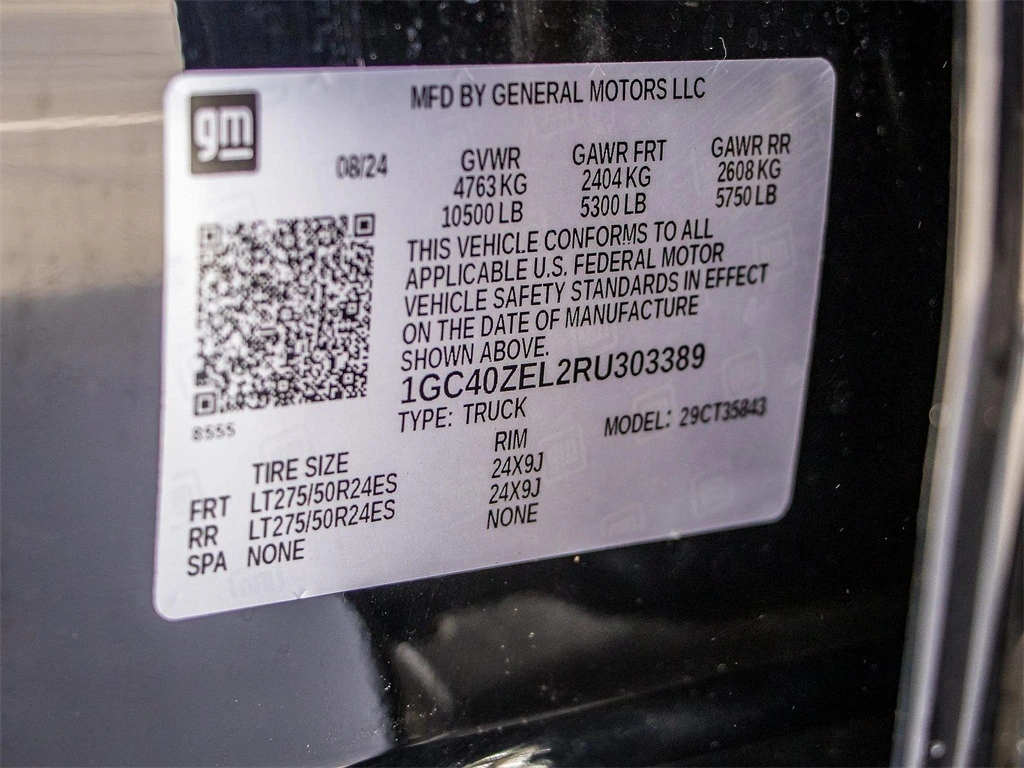 MFD BY GENERAL MOTORS LLC
gm
08/24 GVWR GAWR FRT GAWR RR
4763 KG 2404 KG 2608 KG
10500 LB 5300 LB 5750 LB
THIS VEHICLE CONFORMS TO ALL
APPLICABLE U.S. FEDERAL MOTOR
VEHICLE SAFETY STANDARDS IN EFFECT
ON THE DATE OF MANUFACTURE
SHOWN ABOVE.
1GC40ZEL2RU303389
8555
TYPE: TRUCK MODEL: 29CT35843
TIRE SIZE RIM
FRT LT275/50R24ES 24X9J
RR LT275/50R24ES 24X9J
SPA NONE NONE